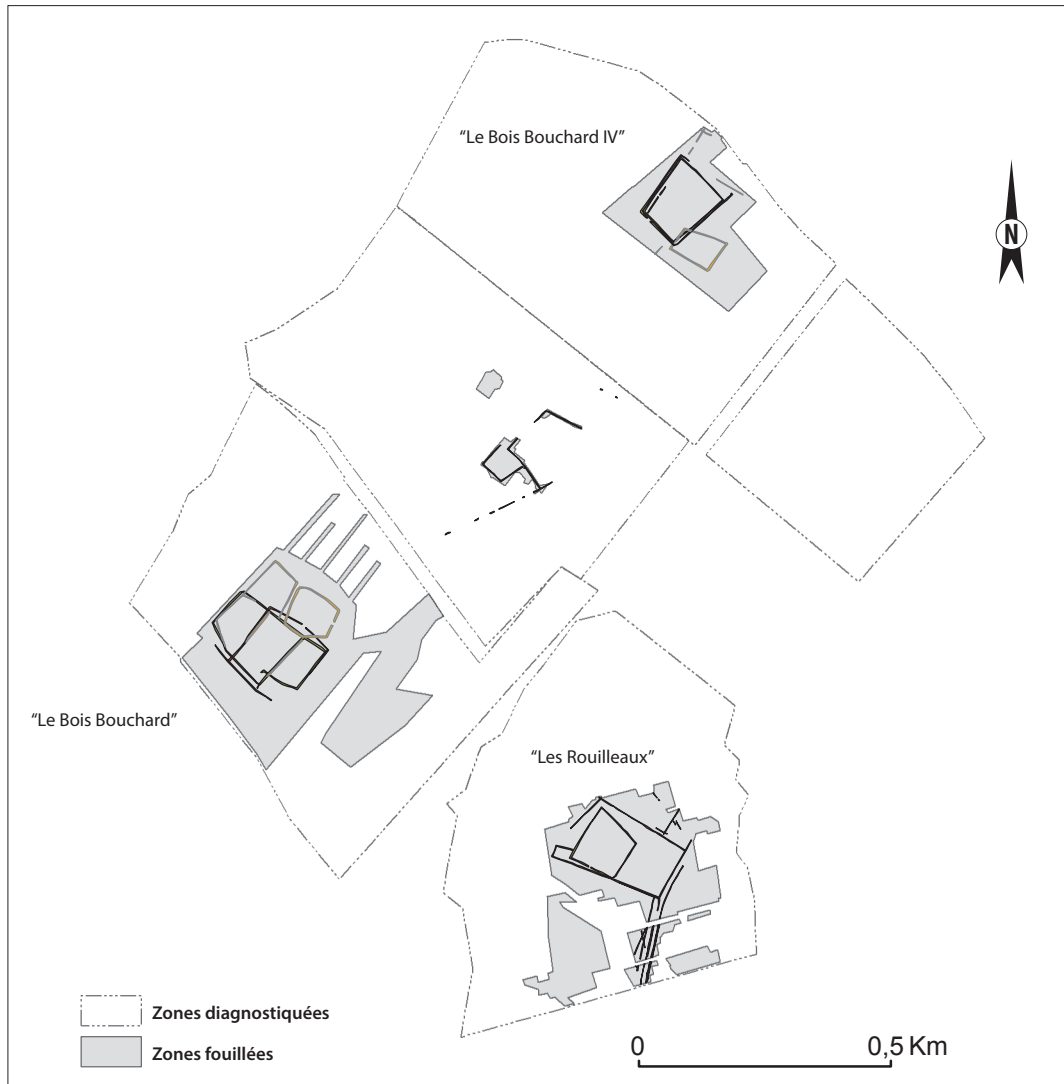 “Le Bois Bouchard IV”
N
“Le Bois Bouchard”
“Les Rouilleaux”
Zones diagnostiquées
Zones fouillées
0 0,5 Km